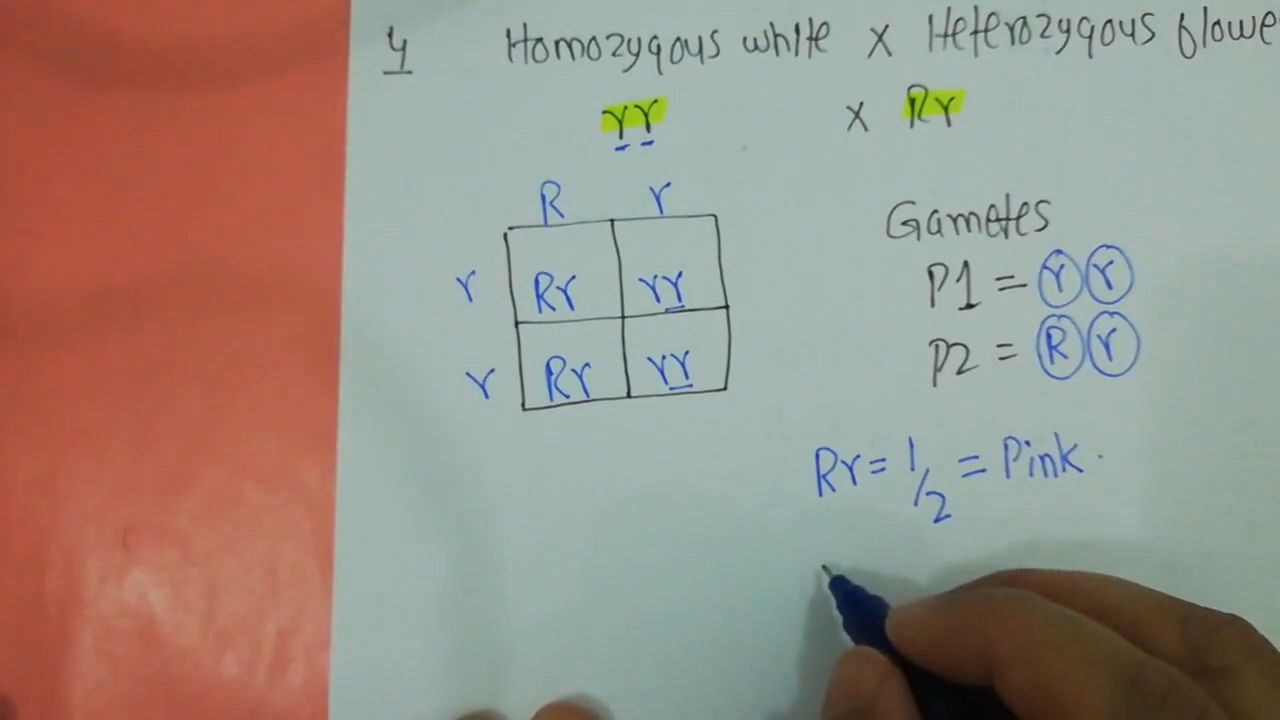 4 Homozygous white x Heterozygous flowe
rr x Rr
R r
r Rr rr
r Rr rr
Gametes
P1 = r r
P2 = R r
Rr = 1/2 = Pink.